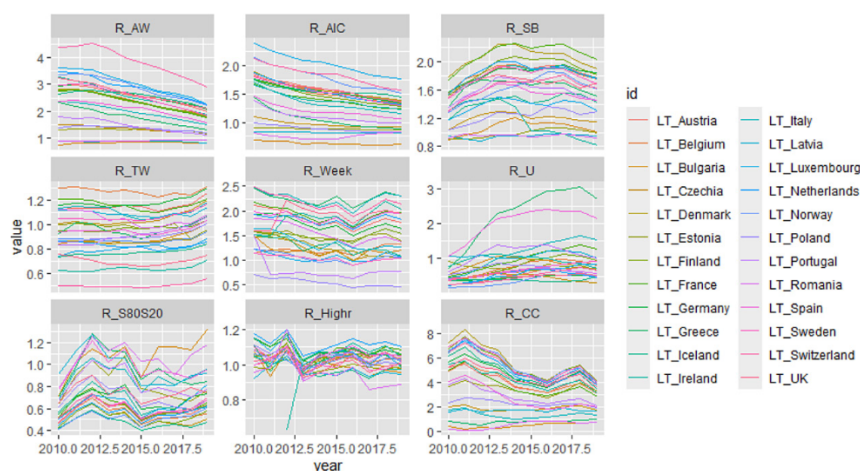 R_AW R_AIC R_SB
4
3
2
1
2.0
1.5
1.0
2.0
1.6
1.2
0.8
R_TW R_Week R_U
1.2
1.0
0.8
0.6
2.5
2.0
1.5
1.0
0.5
3
2
1
R_S80S20 R_Highr R_CC
1.2
1.0
0.8
0.6
0.4
1.2
1.0
0.8
8
6
4
2
0
2010.0 2012.5 2015.0 2017.5 2010.0 2012.5 2015.0 2017.5 2010.0 2012.5 2015.0 2017.5
value
year
id
LT_Austria
LT_Belgium
LT_Bulgaria
LT_Czechia
LT_Denmark
LT_Estonia
LT_Finland
LT_France
LT_Germany
LT_Greece
LT_Iceland
LT_Ireland
LT_Italy
LT_Latvia
LT_Luxembourg
LT_Netherlands
LT_Norway
LT_Poland
LT_Portugal
LT_Romania
LT_Spain
LT_Sweden
LT_Switzerland
LT_UK